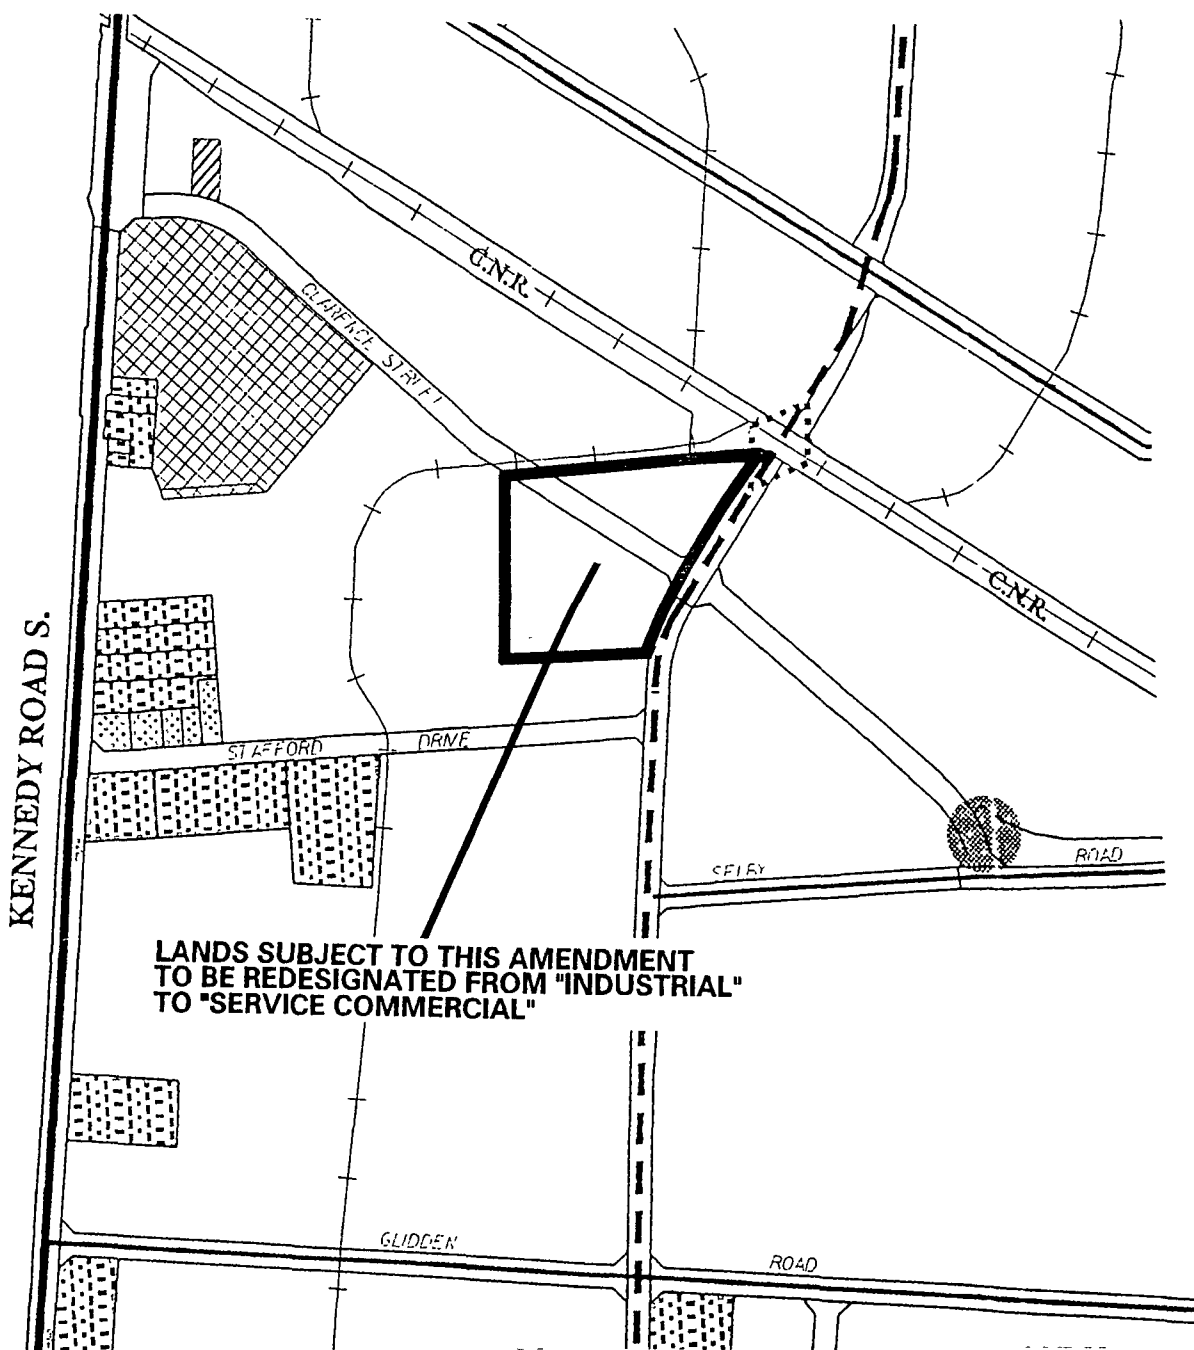 C.N.R.
CLARENCE STREET
C.N.R.
KENNEDY ROAD S.
STAFFORD DRIVE
SELBY ROAD
LANDS SUBJECT TO THIS AMENDMENT
TO BE REDESIGNATED FROM "INDUSTRIAL"
TO "SERVICE COMMERCIAL"
GLIDDEN ROAD